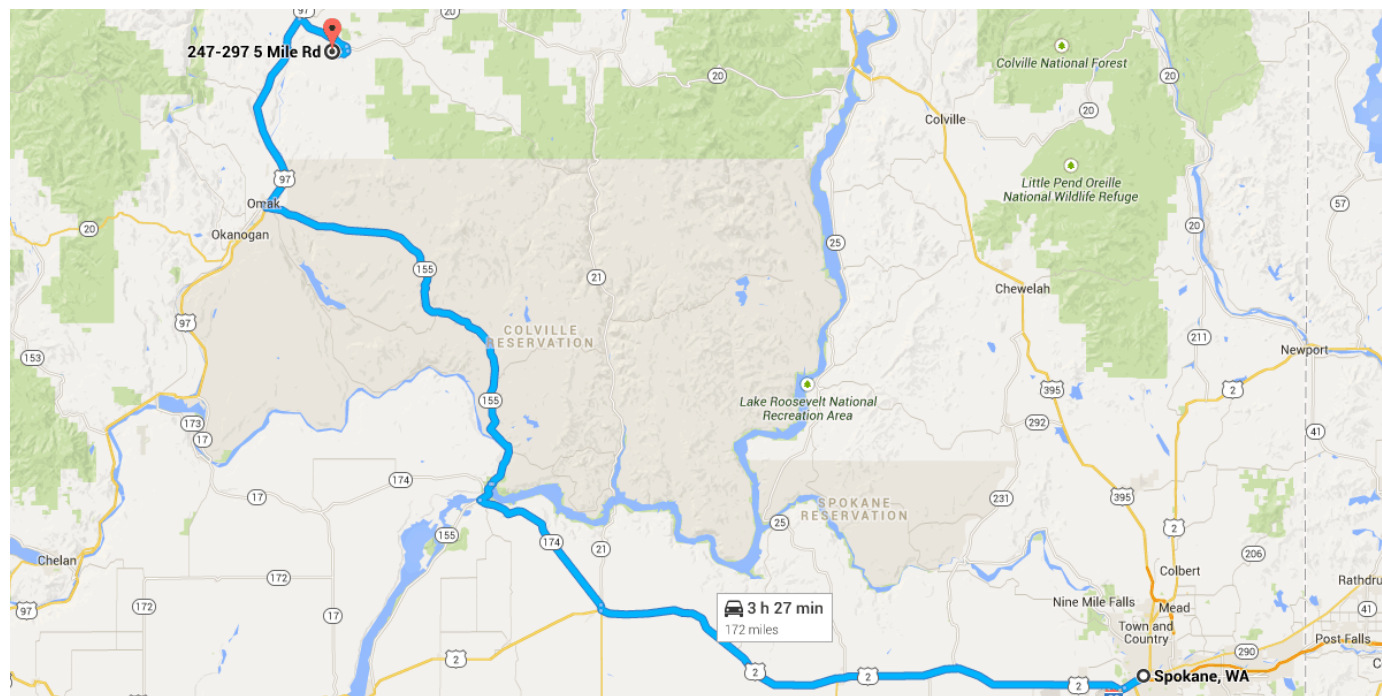 97
247-297 5 Mile Rd
20
Colville National Forest
20
20
Colville
20
97
Little Pend Oreille
National Wildlife Refuge
57
Omak
20
Okanogan
20
25
155
21
Chewelah
97
COLVILLE
RESERVATION
211
153
Newport
155
Lake Roosevelt National
Recreation Area
395
2
173
17
292
41
174
17
SPOKANE
RESERVATION
231
395
25
2
155
174
21
Chelan
206
172
172
17
Colbert
Rathdru
97
3 h 27 min
172 miles
Nine Mile Falls
Mead
41
Town and
Country
Post Falls
290
2
2
2
2
Spokane, WA
C